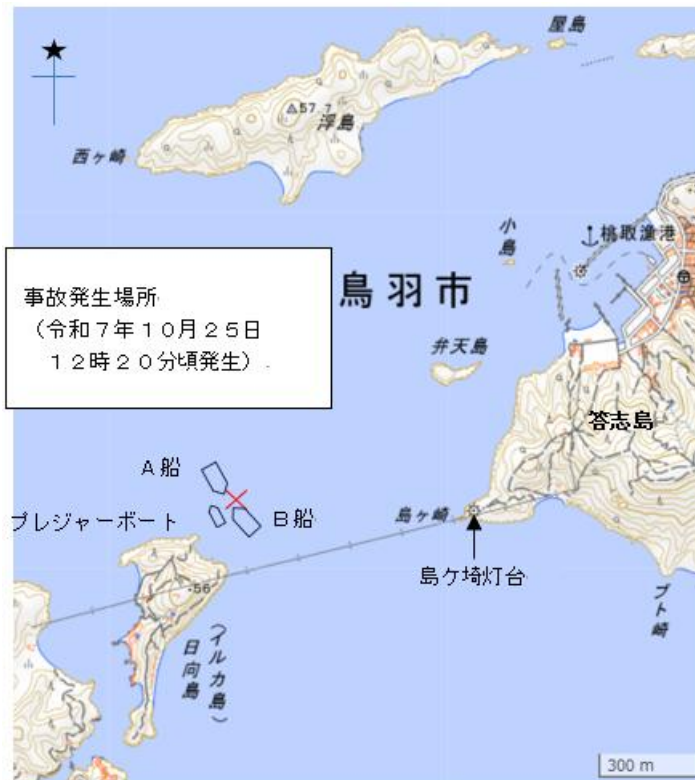 屋島
57.7
浮島
西ヶ崎
小島
桃取漁港
事故発生場所
(令和7年10月25日
12時20分頃発生)
鳥羽市
弁天島
答志島
A船
プレジャーボート
B船
島ヶ崎
島ケ埼灯台
ブト崎
56
(イルカ島)
日向島
300 m